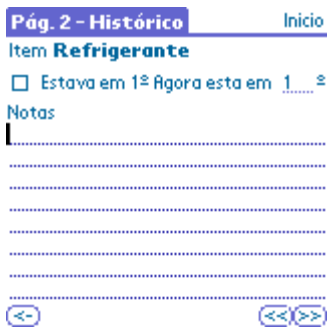 Pág. 2 - Histórico Inicio
Item Refrigerante
Estava em 1º Agora esta em 1 º
Notas
<- << >>